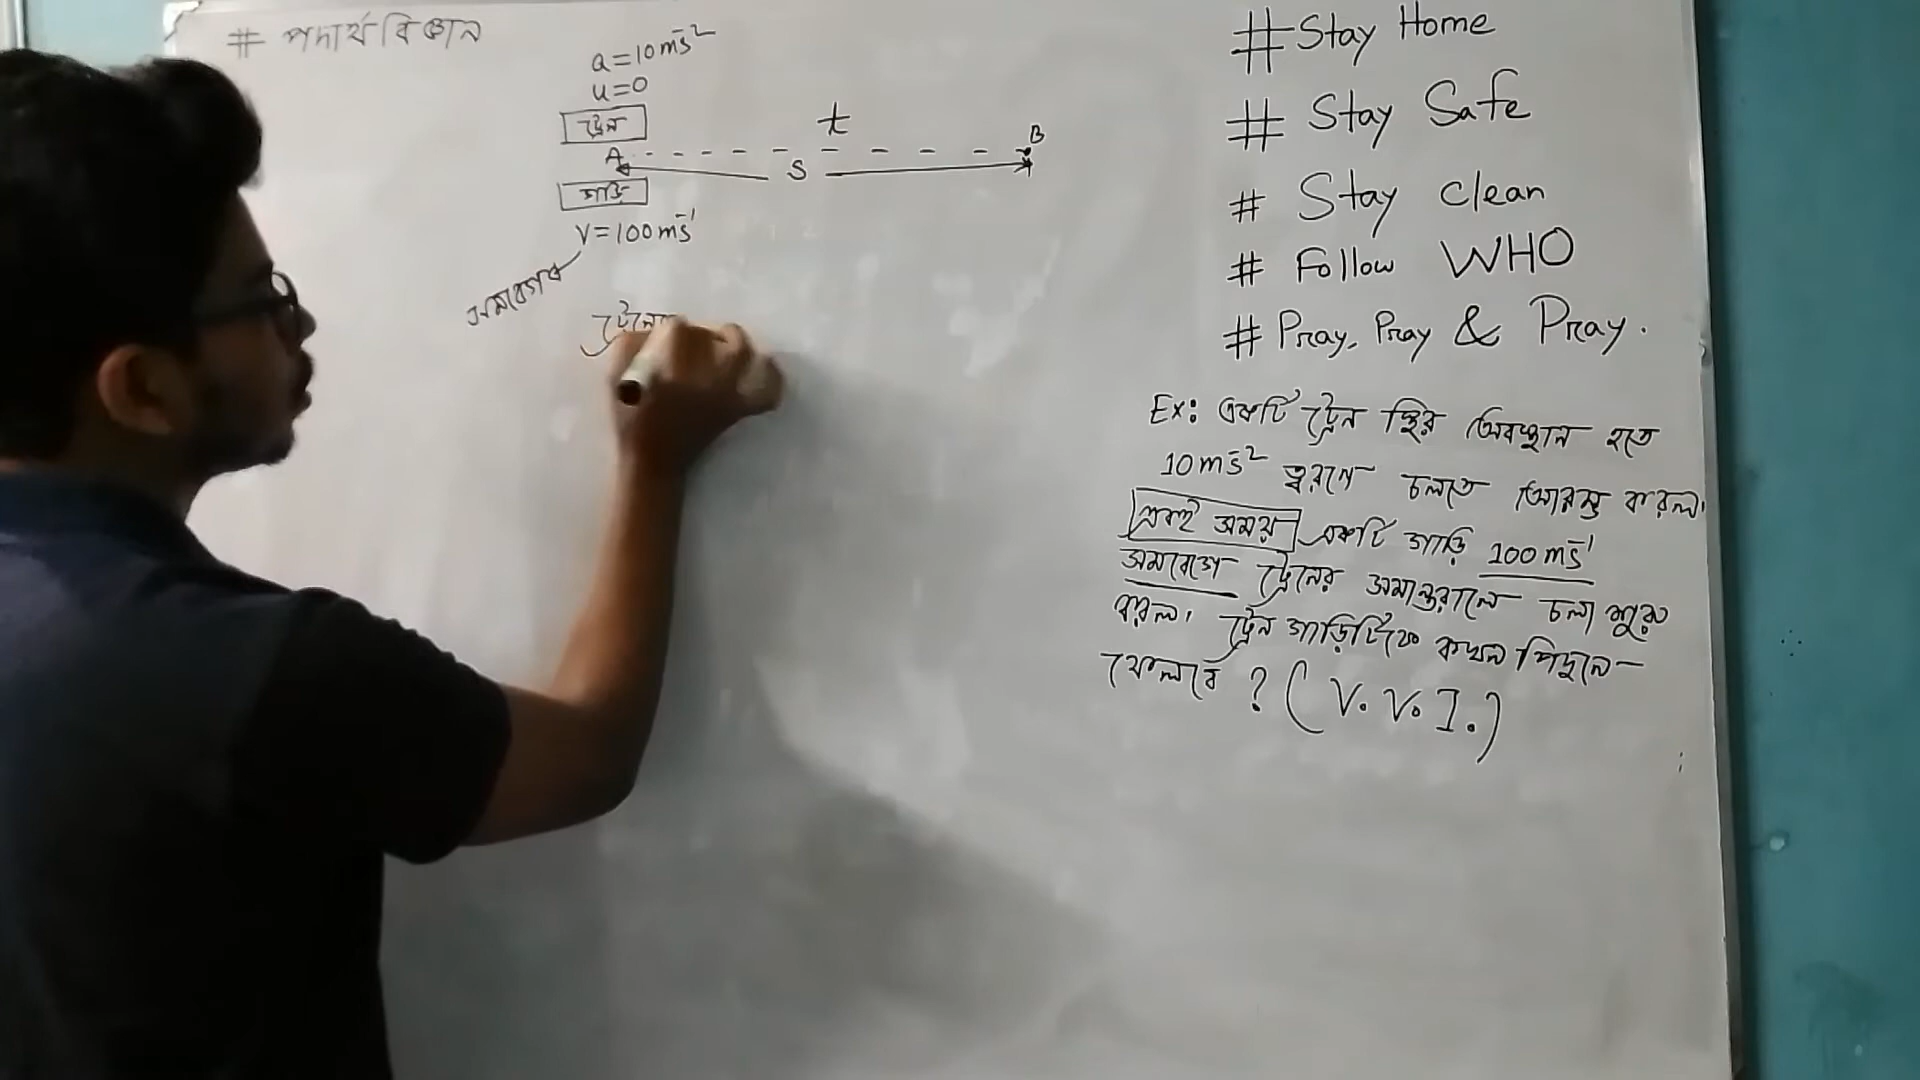 # পদার্থ বিজ্ঞান
a=10ms⁻²
u=0
ট্রেন
t
A
B
S
গাড়ি
V=100ms⁻¹
সমবেগে
ট্রেনের
#Stay Home
# Stay Safe
# Stay clean
# Follow WHO
# Pray, Pray & Pray.
Ex: একটি ট্রেন স্থির অবস্থান হতে
10ms⁻² ত্বরণে চলতে আরম্ভ করল।
একই সময় একটি গাড়ি 100ms⁻¹
সমবেগে ট্রেনের সমান্তরালে চলা শুরু
করল। ট্রেন গাড়িটিকে কখন পিছনে
ফেলবে ? (V.V.I.)